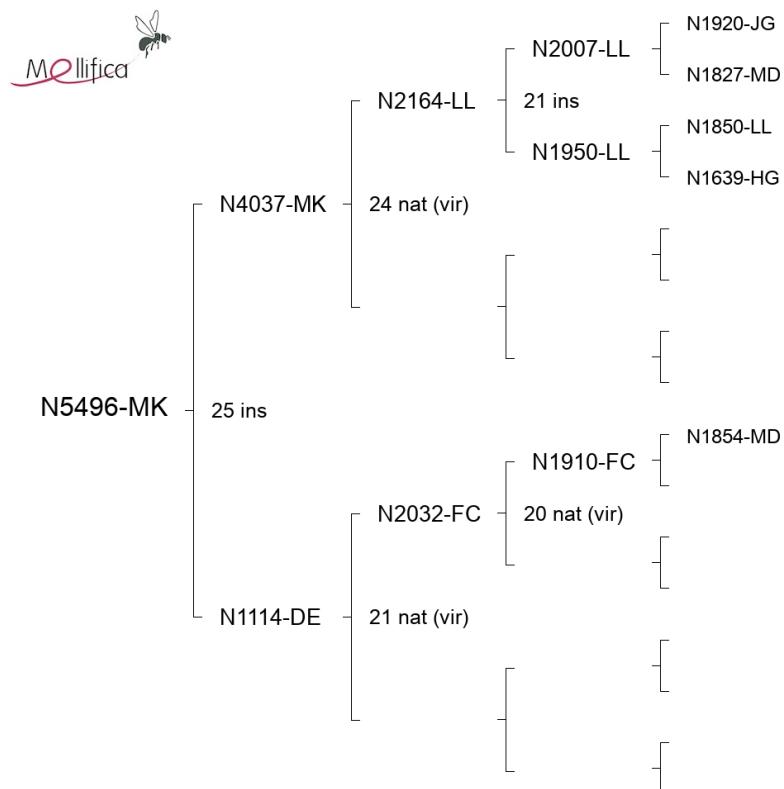 Mellifica
N1920-JG
N2007-LL
N1827-MD
N2164-LL
21 ins
N1850-LL
N1950-LL
N1639-HG
N4037-MK
24 nat (vir)
N5496-MK
25 ins
N1854-MD
N1910-FC
N2032-FC
20 nat (vir)
N1114-DE
21 nat (vir)